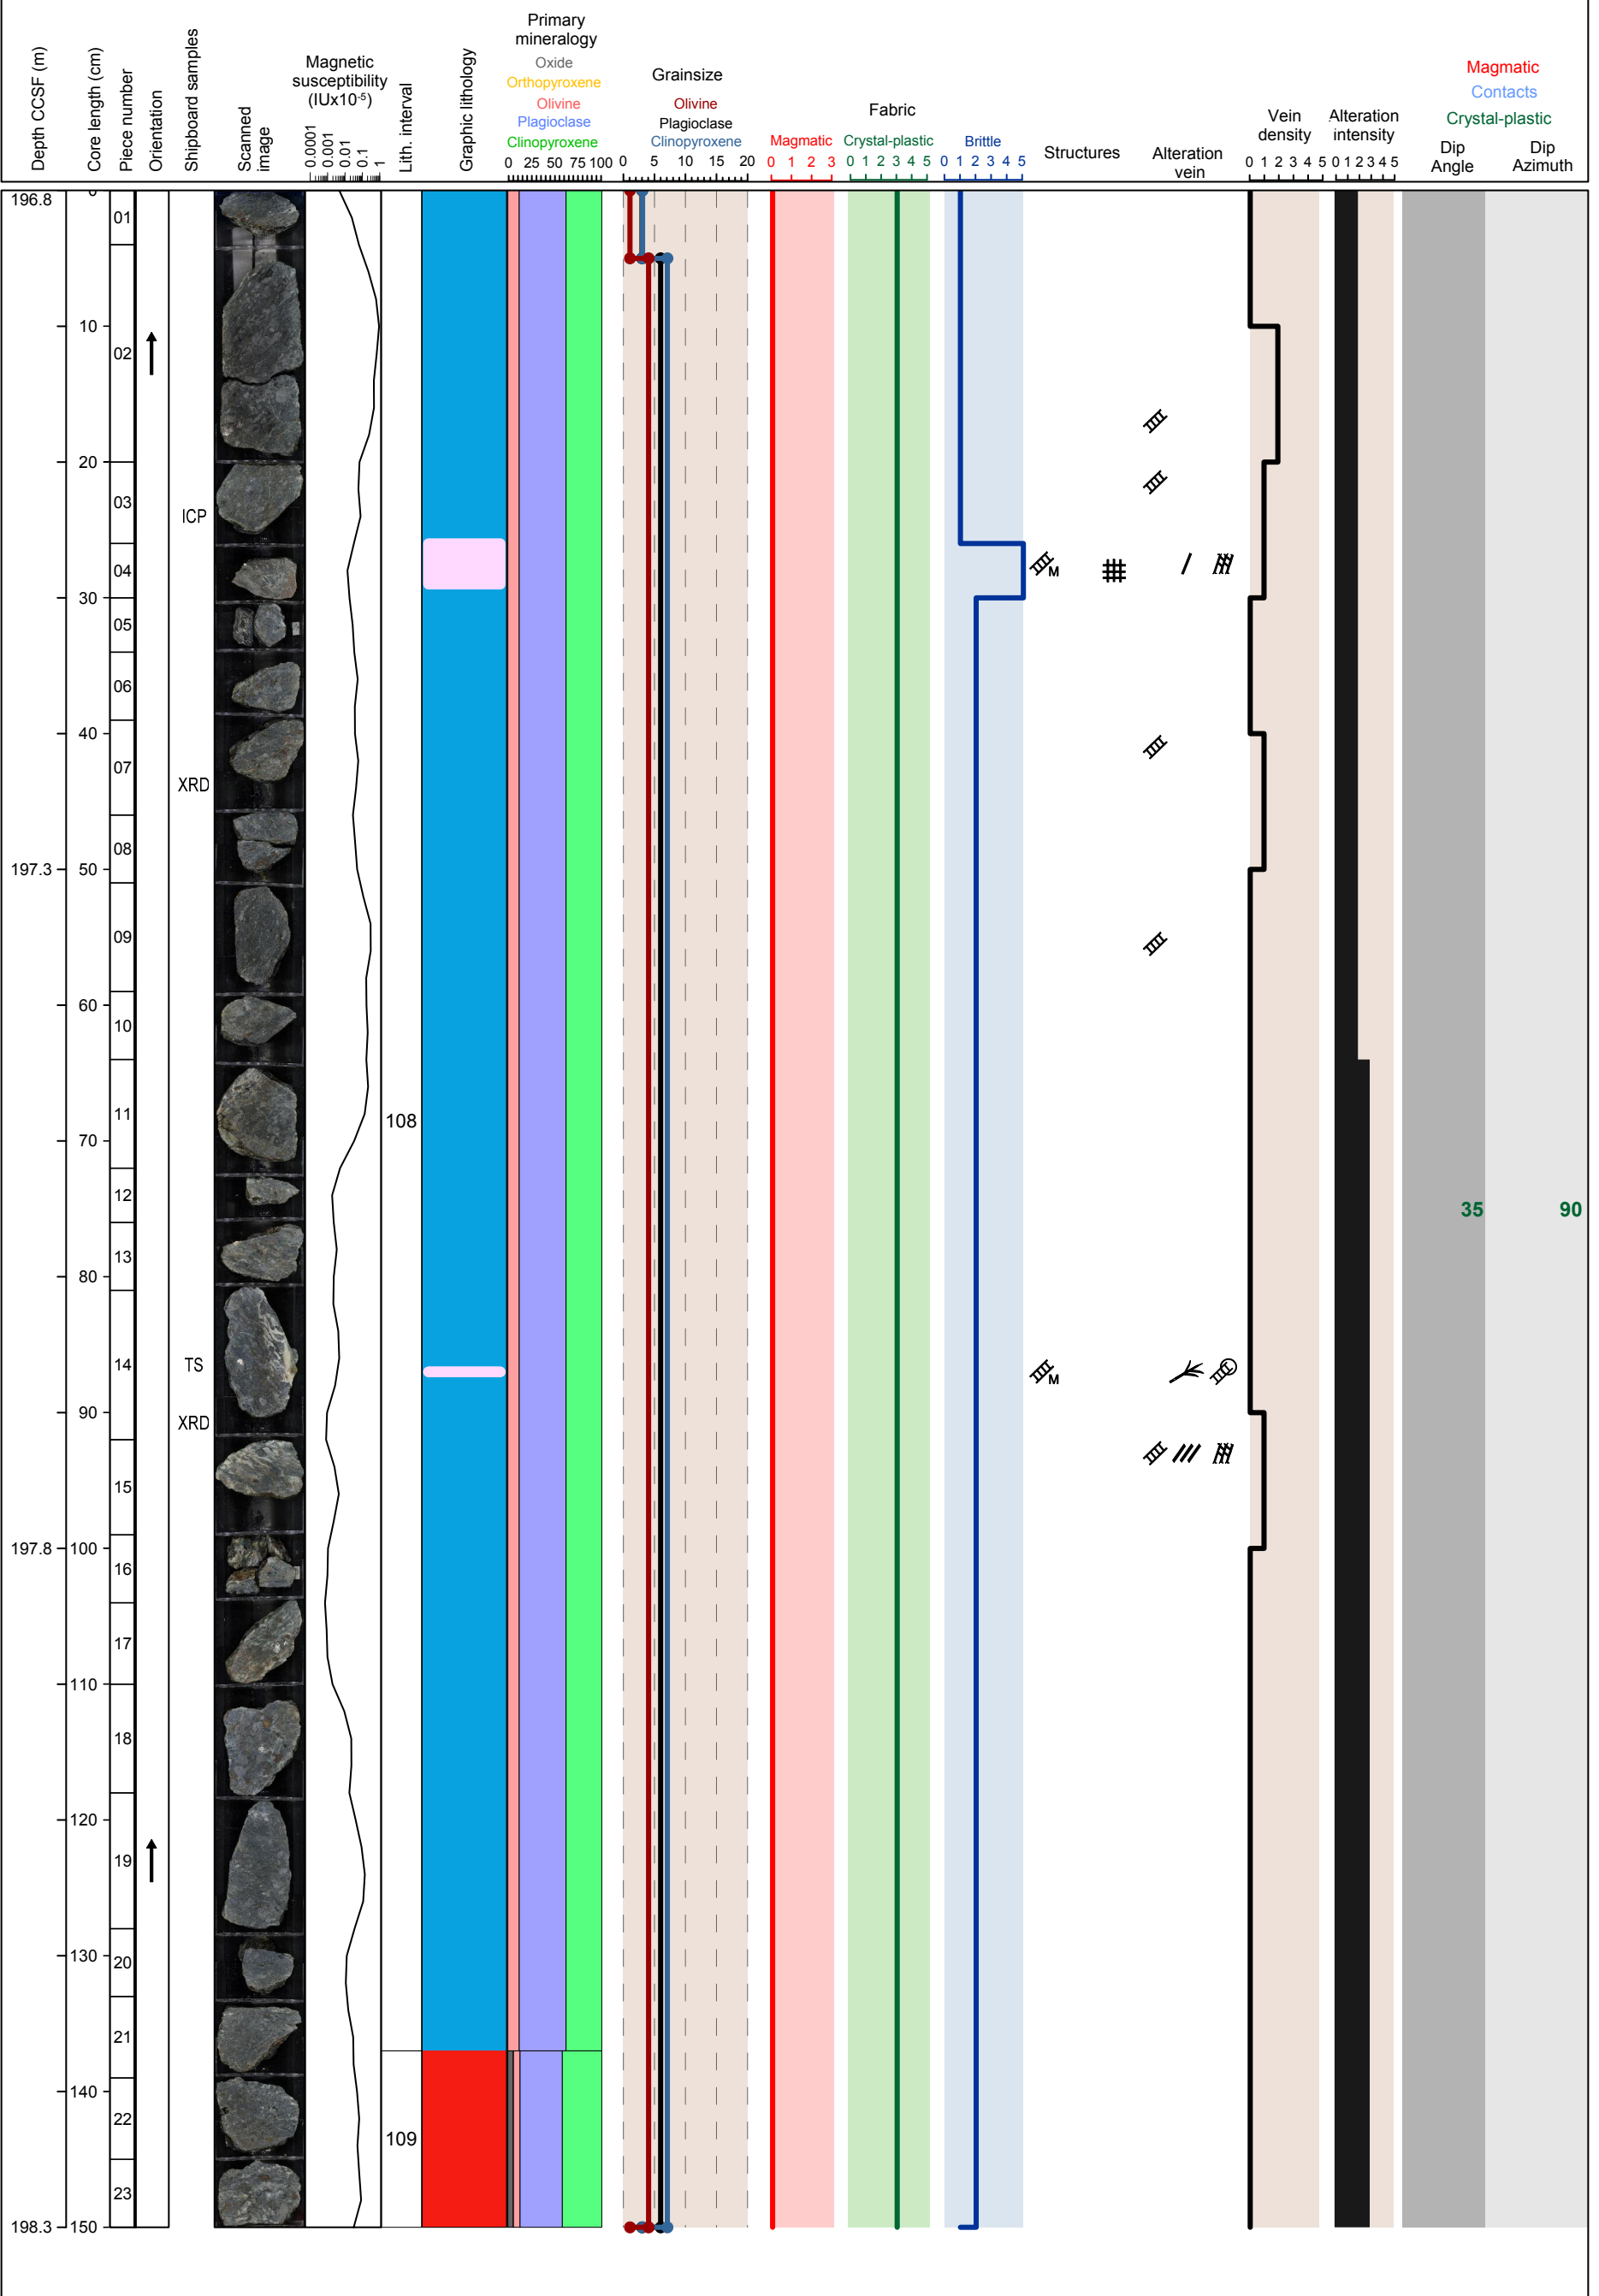 Depth CCSF (m)
Core length (cm)
Piece number
Orientation
Shipboard samples
Scanned
image
Magnetic
susceptibility
(IUx10-5)
0.0001
0.001
0.01
0.1
1
Lith. interval
Graphic lithology
Primary
mineralogy
Oxide
Orthopyroxene
Olivine
Plagioclase
Clinopyroxene
0 25 50 75 100
Grainsize
Olivine
Plagioclase
Clinopyroxene
0 5 10 15 20
Fabric
Magmatic
0 1 2 3
Crystal-plastic
0 1 2 3 4 5
Brittle
0 1 2 3 4 5
Structures
Alteration
vein
Vein
density
0 1 2 3 4 5
Alteration
intensity
0 1 2 3 4 5
Magmatic
Contacts
Crystal-plastic
Dip
Angle
Dip
Azimuth
196.8
0
01
10
02
20
03
ICP
04
M
30
05
06
40
07
XRD
08
197.3
50
09
60
10
11
108
70
12
35
90
13
80
14
TS
M
90
XRD
15
197.8
100
16
17
110
18
120
19
130
20
21
140
22
109
23
198.3
150